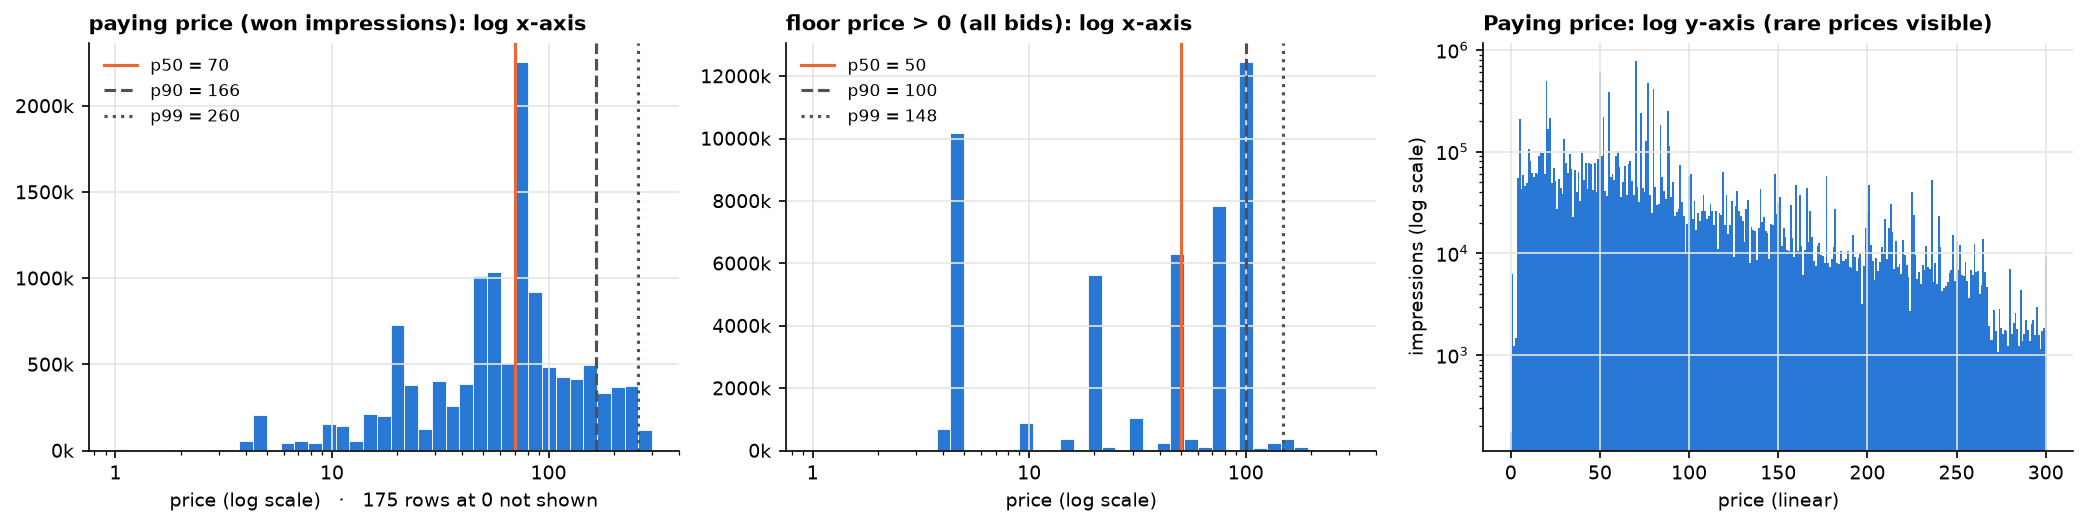 paying price (won impressions): log x-axis
p50 = 70
p90 = 166
p99 = 260
2000k
1500k
1000k
500k
0k
1
10
100
price (log scale)   ·   175 rows at 0 not shown
floor price > 0 (all bids): log x-axis
p50 = 50
p90 = 100
p99 = 148
12000k
10000k
8000k
6000k
4000k
2000k
0k
1
10
100
price (log scale)
Paying price: log y-axis (rare prices visible)
impressions (log scale)
10⁶
10⁵
10⁴
10³
0
50
100
150
200
250
300
price (linear)